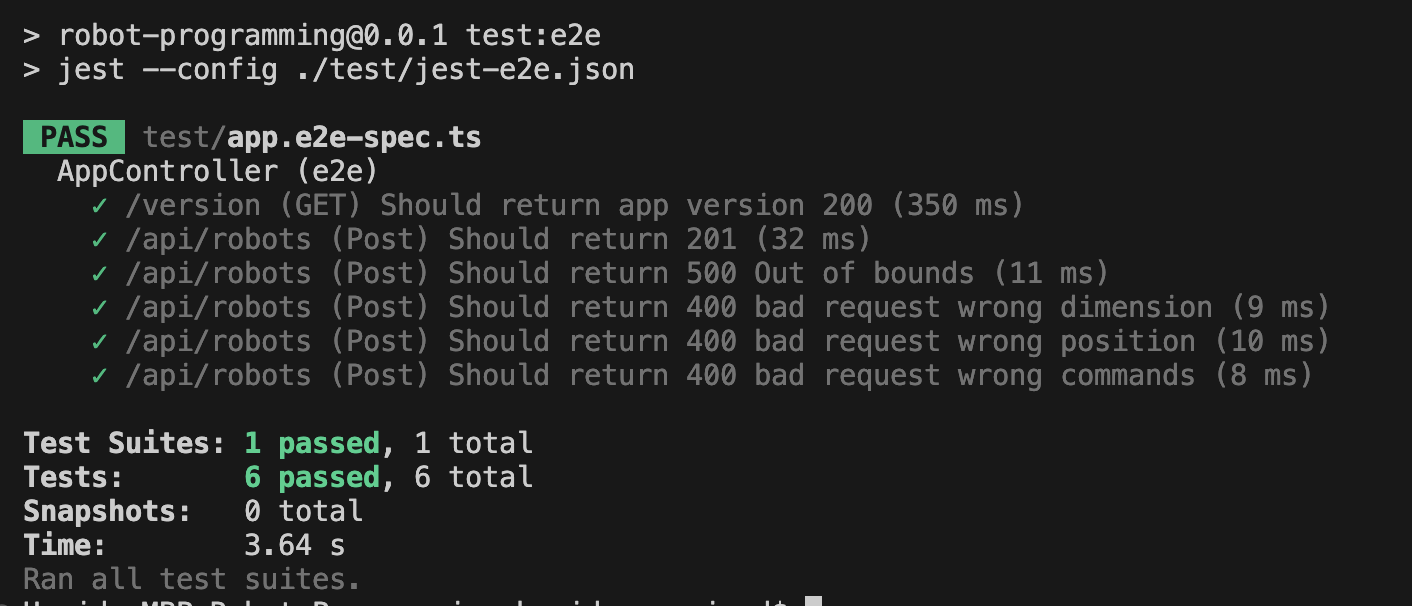 > robot-programming@0.0.1 test:e2e
> jest --config ./test/jest-e2e.json
PASS test/app.e2e-spec.ts
AppController (e2e)
✓ /version (GET) Should return app version 200 (350 ms)
✓ /api/robots (Post) Should return 201 (32 ms)
✓ /api/robots (Post) Should return 500 Out of bounds (11 ms)
✓ /api/robots (Post) Should return 400 bad request wrong dimension (9 ms)
✓ /api/robots (Post) Should return 400 bad request wrong position (10 ms)
✓ /api/robots (Post) Should return 400 bad request wrong commands (8 ms)
Test Suites: 1 passed, 1 total
Tests: 6 passed, 6 total
Snapshots: 0 total
Time: 3.64 s
Ran all test suites.